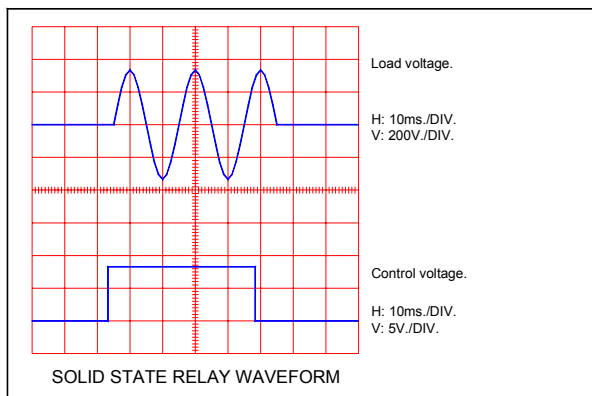 Load voltage.
H: 10ms./DIV.
V: 200V./DIV.
Control voltage.
H: 10ms./DIV.
V: 5V./DIV.
SOLID STATE RELAY WAVEFORM